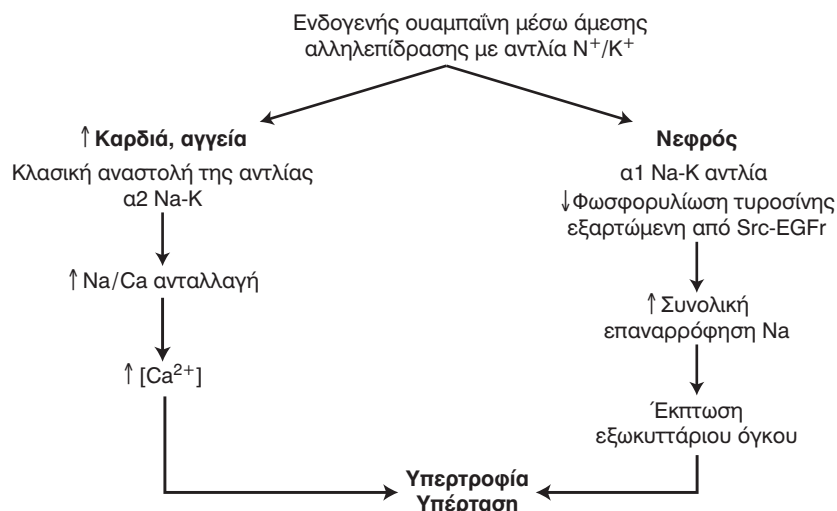 Ενδογενής ουαμπαΐνη μέσω άμεσης
αλληλεπίδρασης με αντλία N⁺/K⁺
↑ Καρδιά, αγγεία
Κλασική αναστολή της αντλίας
α2 Na-K
↑ Na/Ca ανταλλαγή
↑ [Ca²⁺]
Νεφρός
α1 Na-K αντλία
↓ Φωσφορυλίωση τυροσίνης
εξαρτώμενη από Src-EGFr
↑ Συνολική
επαναρρόφηση Na
Έκπτωση
εξωκυττάριου όγκου
Υπερτροφία
Υπέρταση